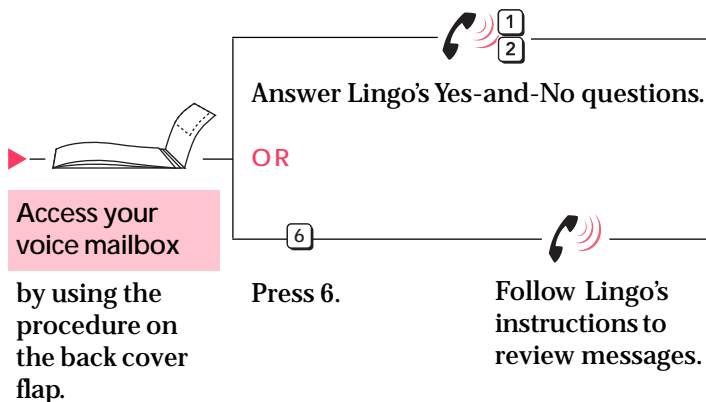 1
2
Answer Lingo's Yes-and-No questions.
OR
Access your
voice mailbox
by using the
procedure on
the back cover
flap.
6
Press 6.
Follow Lingo's
instructions to
review messages.